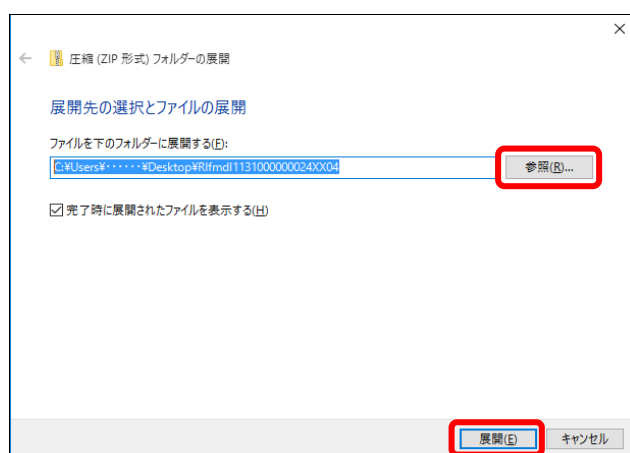 圧縮 (ZIP 形式) フォルダーの展開
展開先の選択とファイルの展開
ファイルを下のフォルダーに展開する(F):
C:¥Users¥・・・・・・¥Desktop¥RIfmdl1131000000024XX04
参照(R)...
完了時に展開されたファイルを表示する(H)
展開(E)
キャンセル